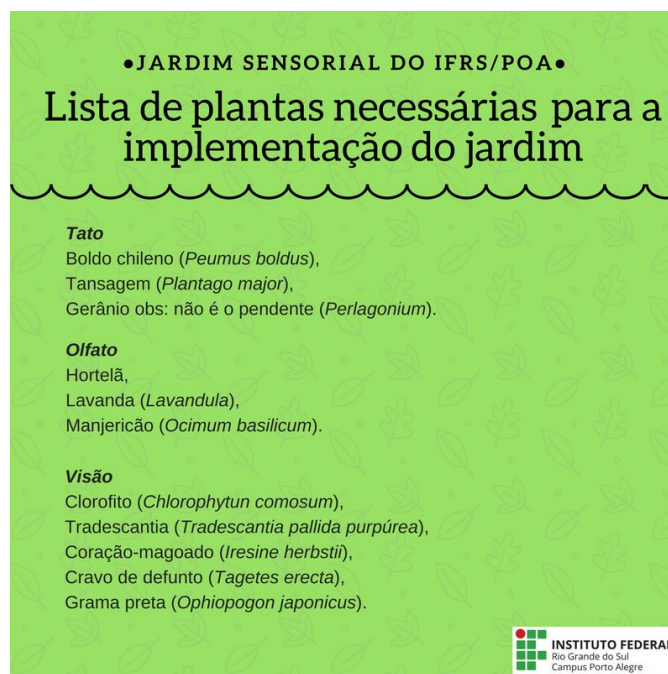 •JARDIM SENSORIAL DO IFRS/POA•
Lista de plantas necessárias para a
implementação do jardim
Tato
Boldo chileno (Peumus boldus),
Tansagem (Plantago major),
Gerânio obs: não é o pendente (Perlagonium).
Olfato
Hortelã,
Lavanda (Lavandula),
Manjericão (Ocimum basilicum).
Visão
Clorofito (Chlorophytun comosum),
Tradescantia (Tradescantia pallida purpúrea),
Coração-magoado (Iresine herbstii),
Cravo de defunto (Tagetes erecta),
Grama preta (Ophiopogon japonicus).
INSTITUTO FEDERAL
Rio Grande do Sul
Campus Porto Alegre